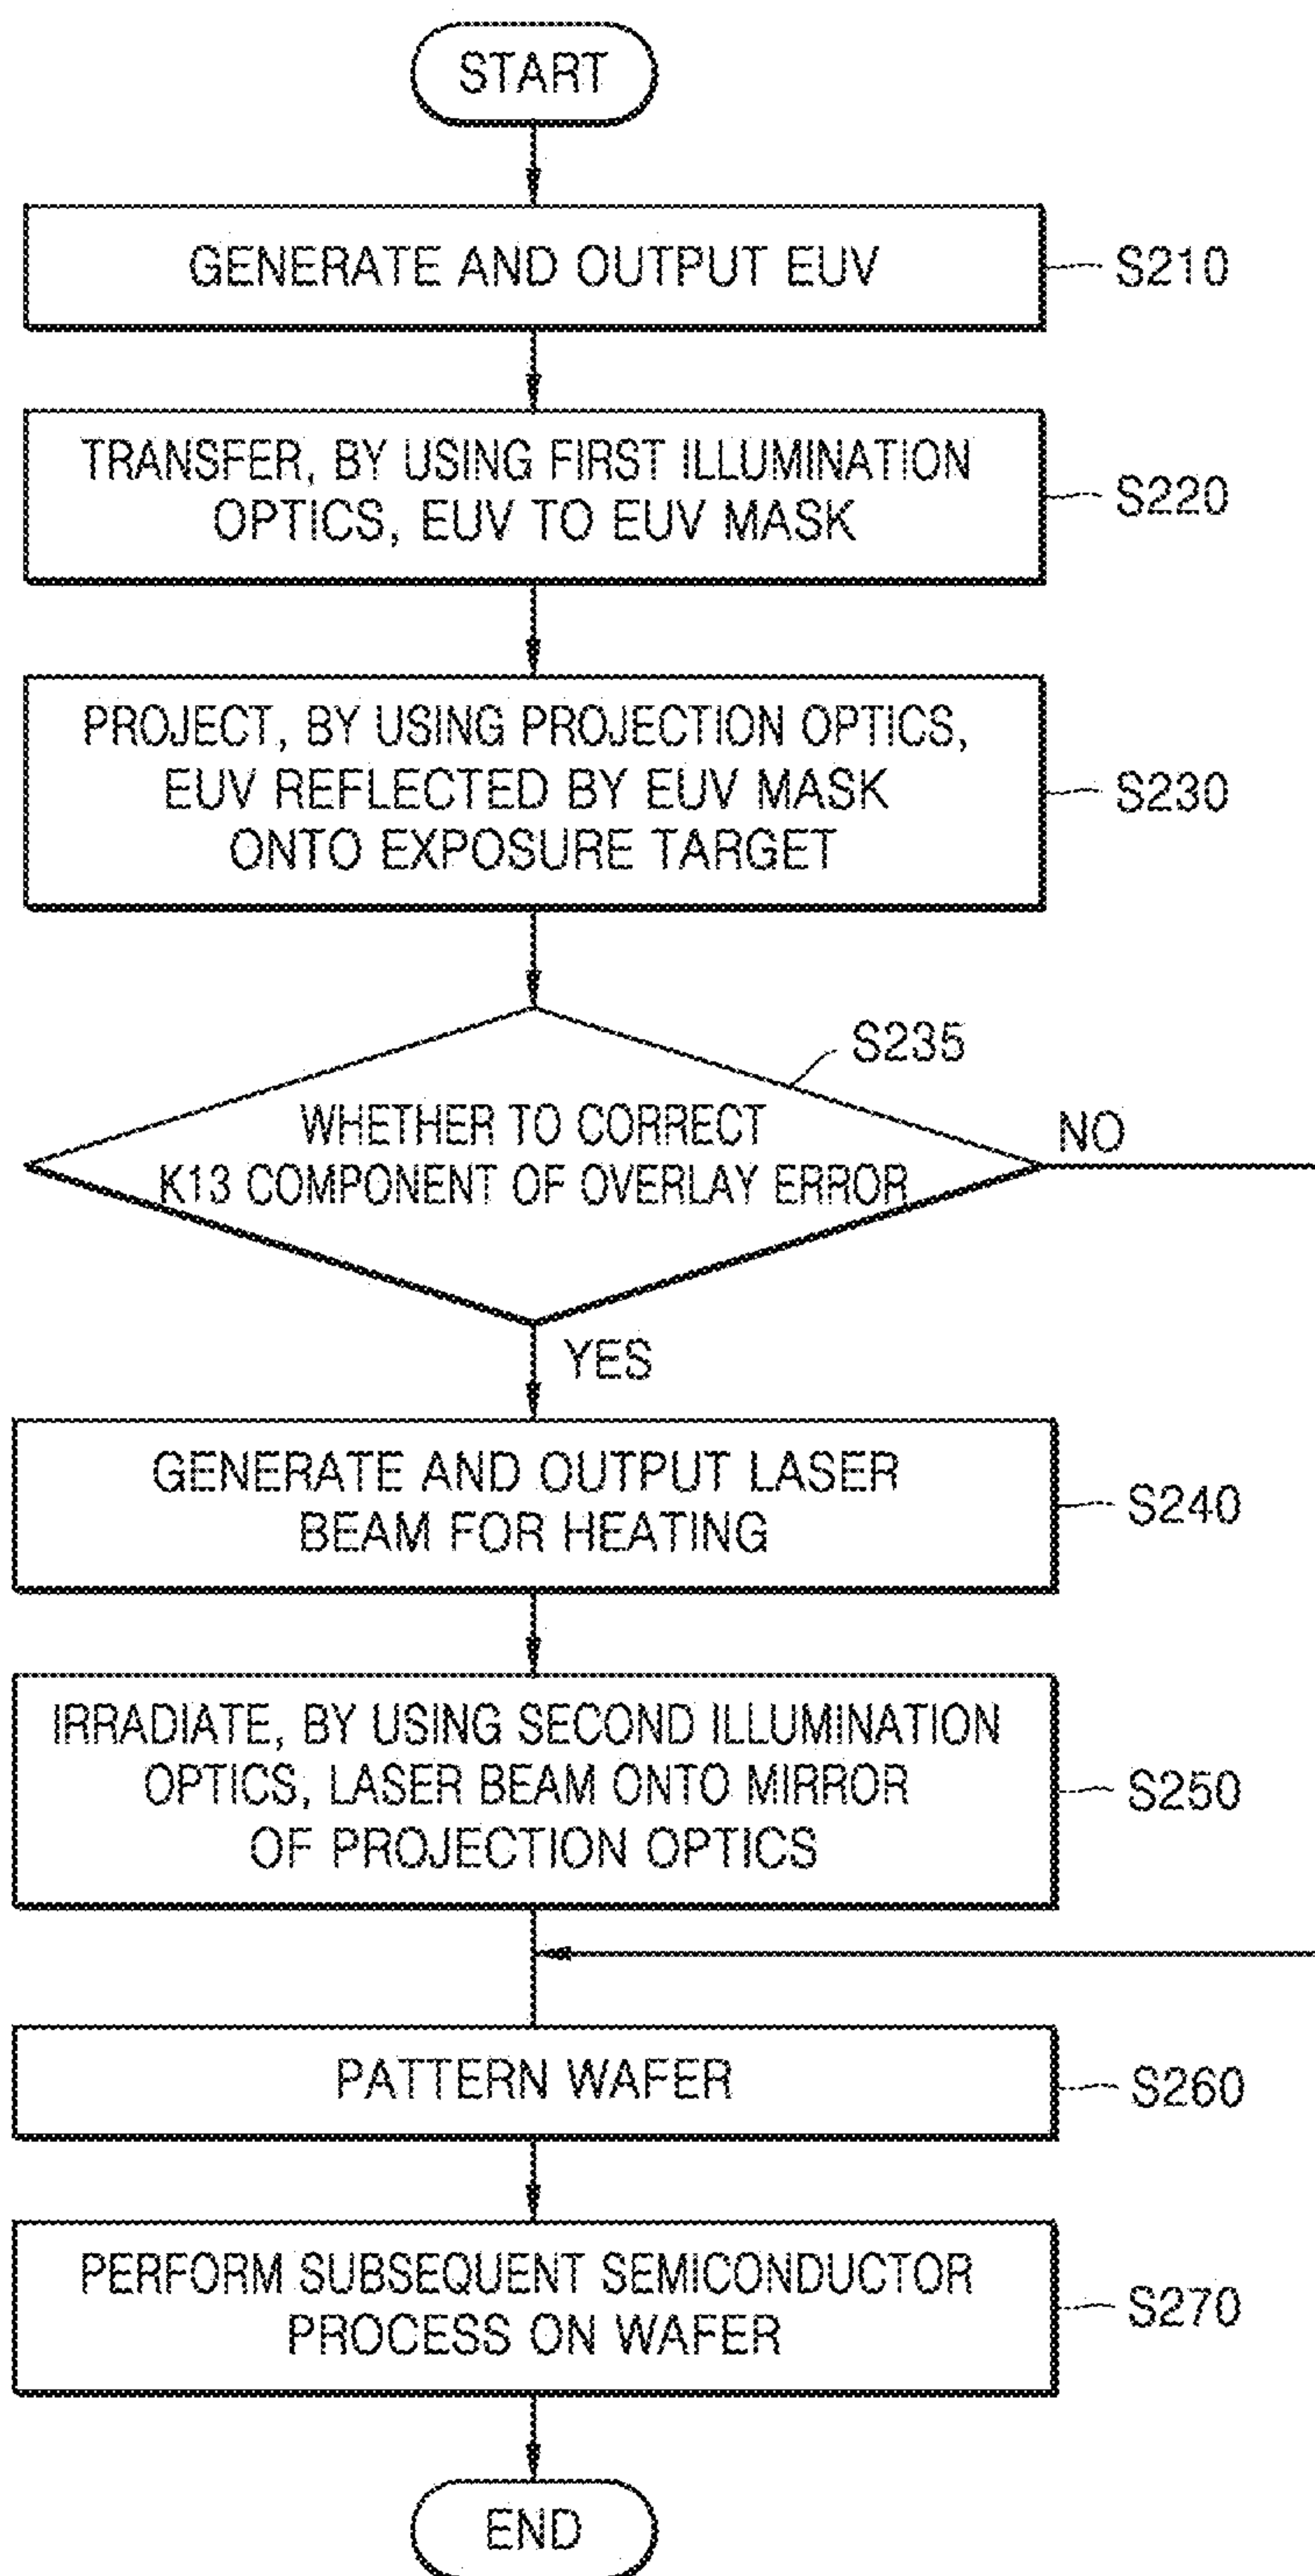 START
GENERATE AND OUTPUT EUV
S210
TRANSFER, BY USING FIRST ILLUMINATION
OPTICS, EUV TO EUV MASK
S220
PROJECT, BY USING PROJECTION OPTICS,
EUV REFLECTED BY EUV MASK
ONTO EXPOSURE TARGET
S230
S235
WHETHER TO CORRECT
K13 COMPONENT OF OVERLAY ERROR
NO
YES
GENERATE AND OUTPUT LASER
BEAM FOR HEATING
S240
IRRADIATE, BY USING SECOND ILLUMINATION
OPTICS, LASER BEAM ONTO MIRROR
OF PROJECTION OPTICS
S250
PATTERN WAFER
S260
PERFORM SUBSEQUENT SEMICONDUCTOR
PROCESS ON WAFER
S270
END